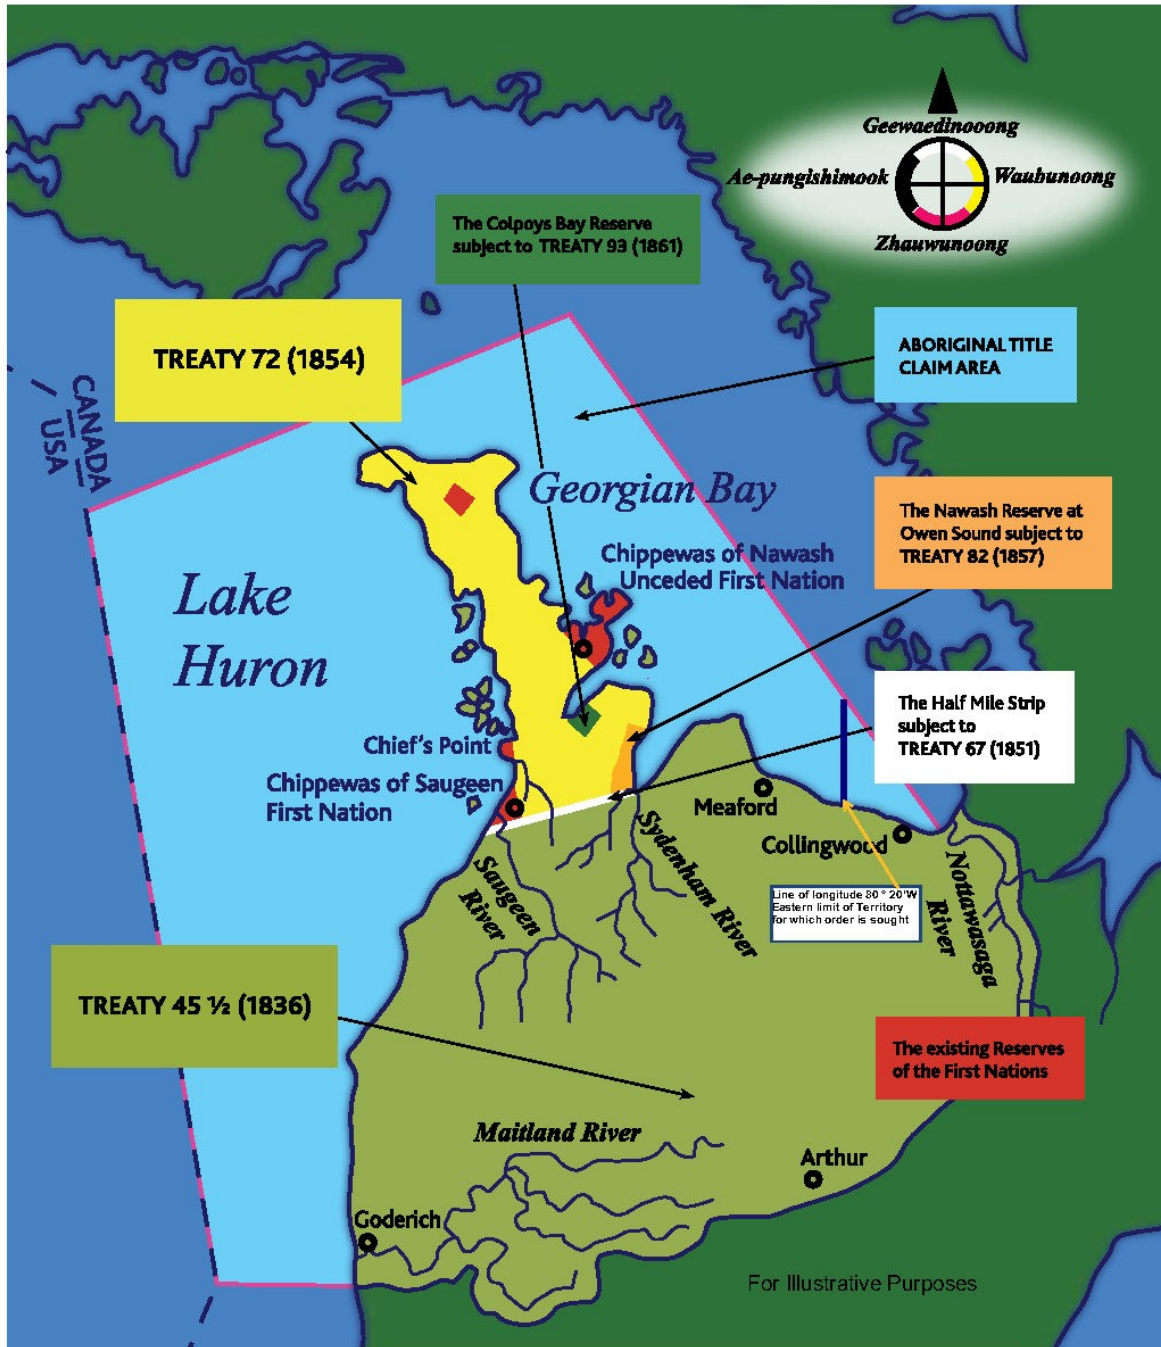 Geewaedinooong
Ae-pungishimook
Waubunoong
Zhauwunoong
The Colpoys Bay Reserve
subject to TREATY 93 (1861)
TREATY 72 (1854)
ABORIGINAL TITLE
CLAIM AREA
CANADA
USA
Georgian Bay
The Nawash Reserve at
Owen Sound subject to
TREATY 82 (1857)
Chippewas of Nawash
Unceded First Nation
Lake
Huron
The Half Mile Strip
subject to
TREATY 67 (1851)
Chief's Point
Chippewas of Saugeen
First Nation
Meaford
Collingwood
Sydenham River
Saugeen
River
Nottawasaga
River
Line of longitude 80 ° 20'W
Eastern limit of Territory
for which order is sought
TREATY 45 ½ (1836)
The existing Reserves
of the First Nations
Maitland River
Arthur
Goderich
For Illustrative Purposes